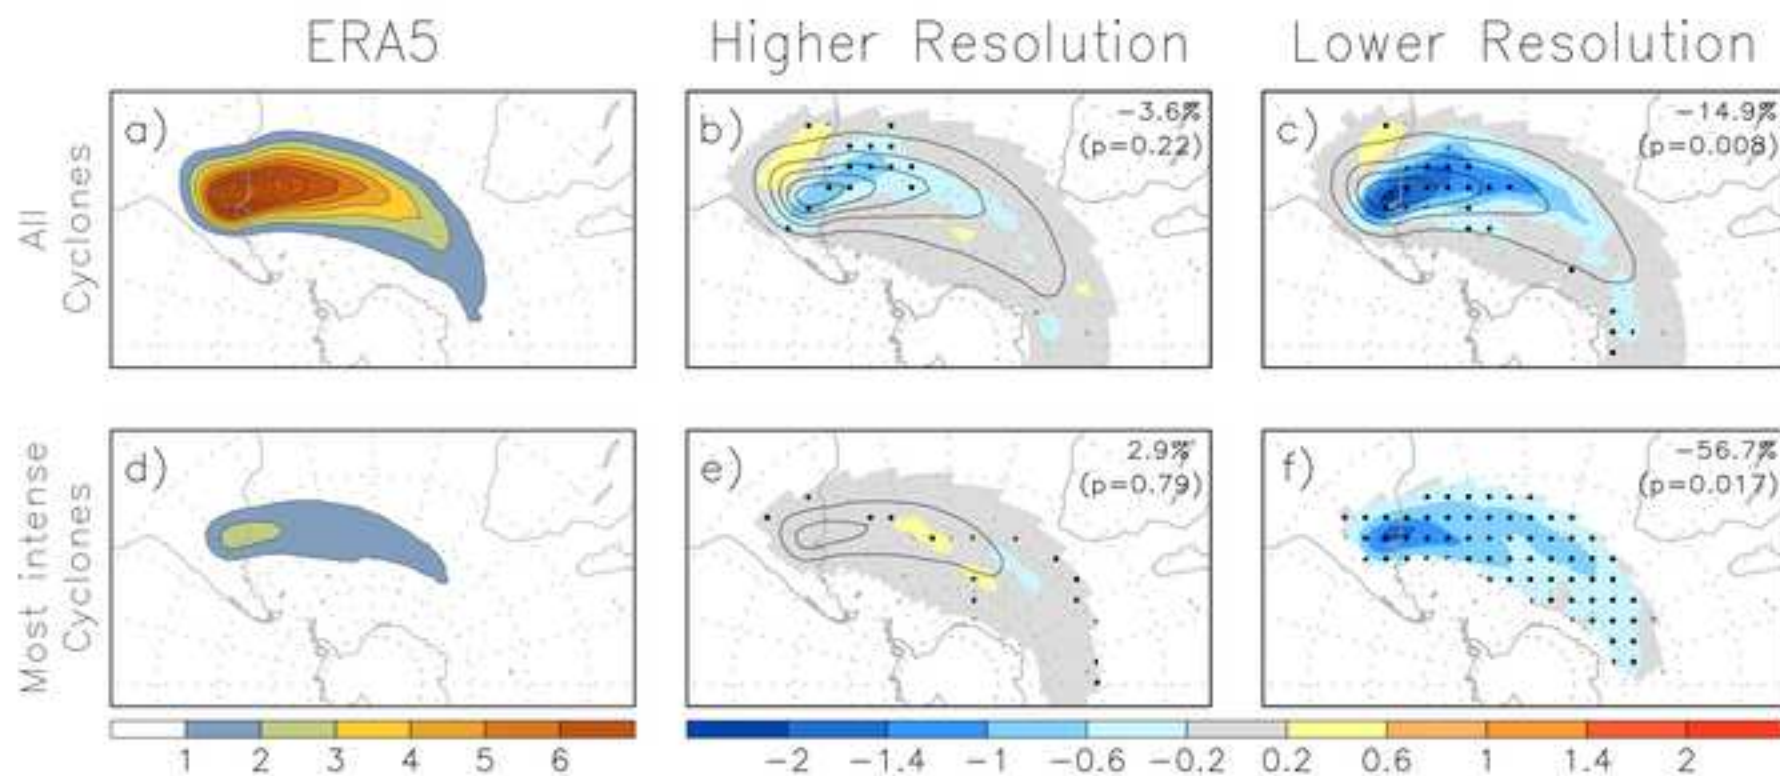 ERA5 Higher Resolution Lower Resolution
All
Cyclones
a)
b) -3.6%
(p=0.22)
c) -14.9%
(p=0.008)
Most intense
Cyclones
d)
e) 2.9%
(p=0.79)
f) -56.7%
(p=0.017)
1 2 3 4 5 6
-2 -1.4 -1 -0.6 -0.2 0.2 0.6 1 1.4 2